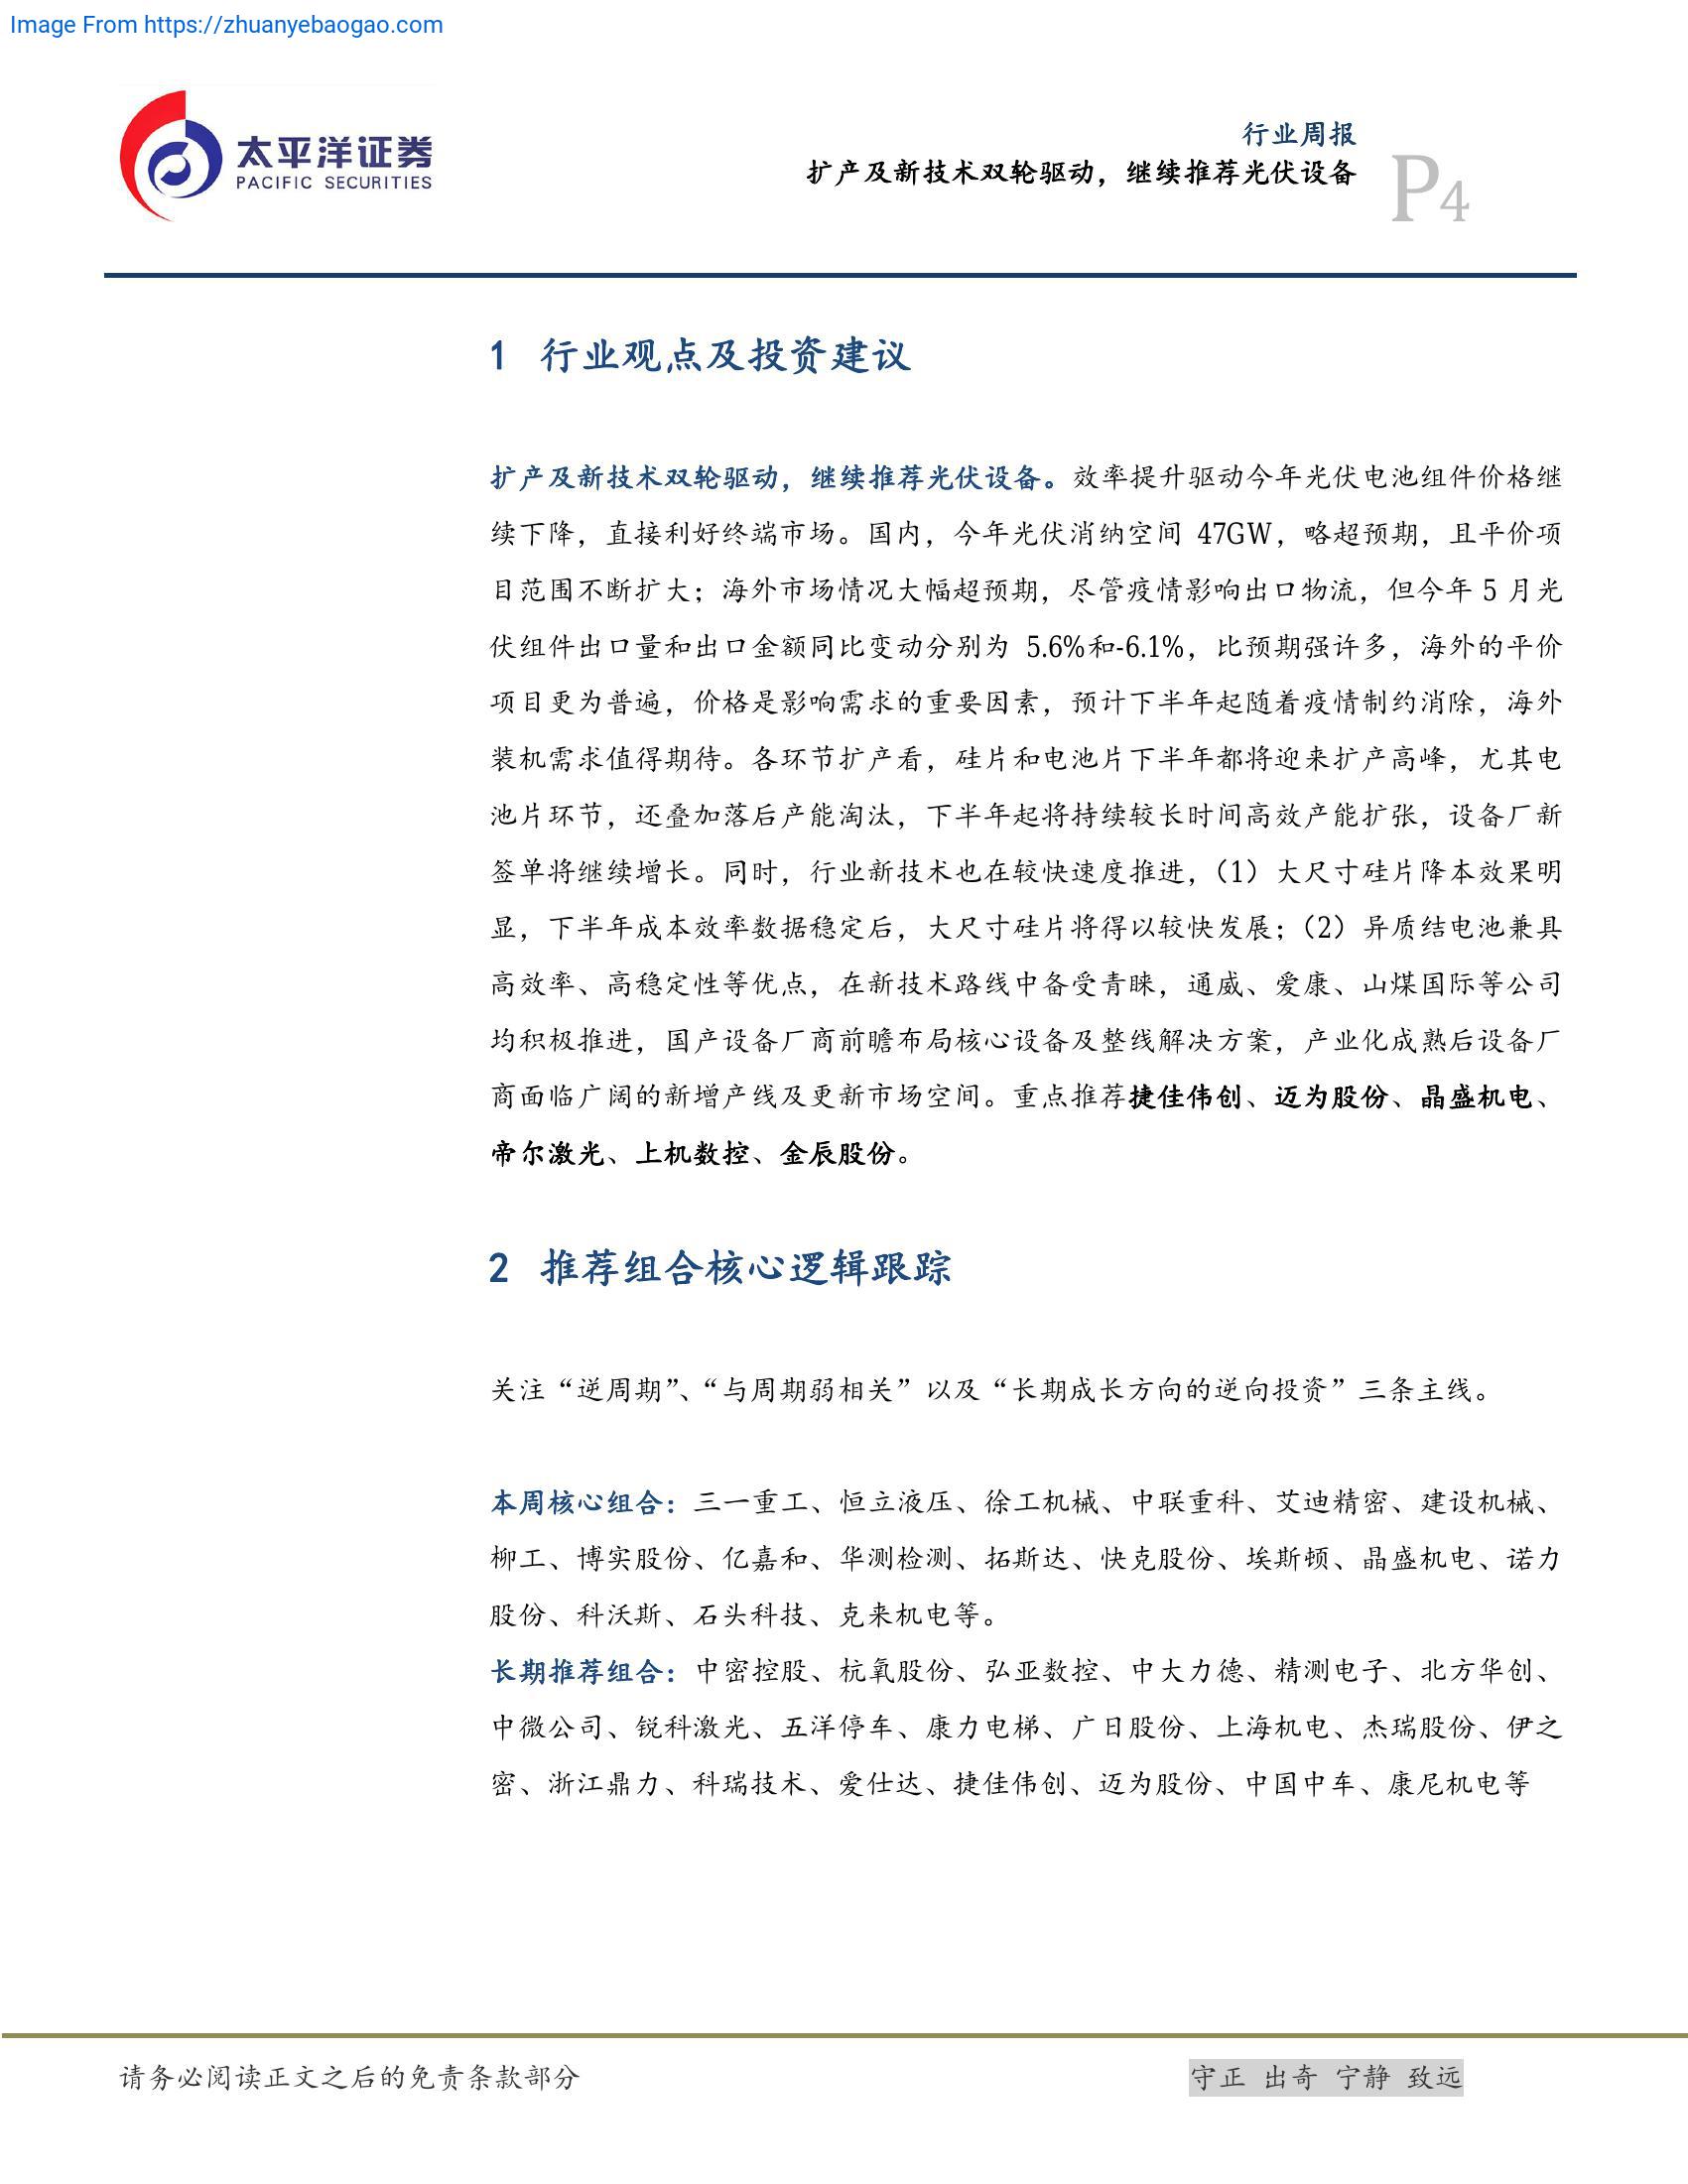 Image From https://zhuanyebaogao.com
太平洋证券
PACIFIC SECURITIES
行业周报
扩产及新技术双轮驱动，继续推荐光伏设备
P4
1 行业观点及投资建议
扩产及新技术双轮驱动，继续推荐光伏设备。效率提升驱动今年光伏电池组件价格继
续下降，直接利好终端市场。国内，今年光伏消纳空间 47GW，略超预期，且平价项
目范围不断扩大；海外市场情况大幅超预期，尽管疫情影响出口物流，但今年 5 月光
伏组件出口量和出口金额同比变动分别为 5.6%和-6.1%，比预期强许多，海外的平价
项目更为普遍，价格是影响需求的重要因素，预计下半年起随着疫情制约消除，海外
装机需求值得期待。各环节扩产看，硅片和电池片下半年都将迎来扩产高峰，尤其电
池片环节，还叠加落后产能淘汰，下半年起将持续较长时间高效产能扩张，设备厂新
签单将继续增长。同时，行业新技术也在较快速度推进，（1）大尺寸硅片降本效果明
显，下半年成本效率数据稳定后，大尺寸硅片将得以较快发展；（2）异质结电池兼具
高效率、高稳定性等优点，在新技术路线中备受青睐，通威、爱康、山煤国际等公司
均积极推进，国产设备厂商前瞻布局核心设备及整线解决方案，产业化成熟后设备厂
商面临广阔的新增产线及更新市场空间。重点推荐捷佳伟创、迈为股份、晶盛机电、
帝尔激光、上机数控、金辰股份。
2 推荐组合核心逻辑跟踪
关注“逆周期”、“与周期弱相关”以及“长期成长方向的逆向投资”三条主线。
本周核心组合：三一重工、恒立液压、徐工机械、中联重科、艾迪精密、建设机械、
柳工、博实股份、亿嘉和、华测检测、拓斯达、快克股份、埃斯顿、晶盛机电、诺力
股份、科沃斯、石头科技、克来机电等。
长期推荐组合：中密控股、杭氧股份、弘亚数控、中大力德、精测电子、北方华创、
中微公司、锐科激光、五洋停车、康力电梯、广日股份、上海机电、杰瑞股份、伊之
密、浙江鼎力、科瑞技术、爱仕达、捷佳伟创、迈为股份、中国中车、康尼机电等
请务必阅读正文之后的免责条款部分
守正 出奇 宁静 致远